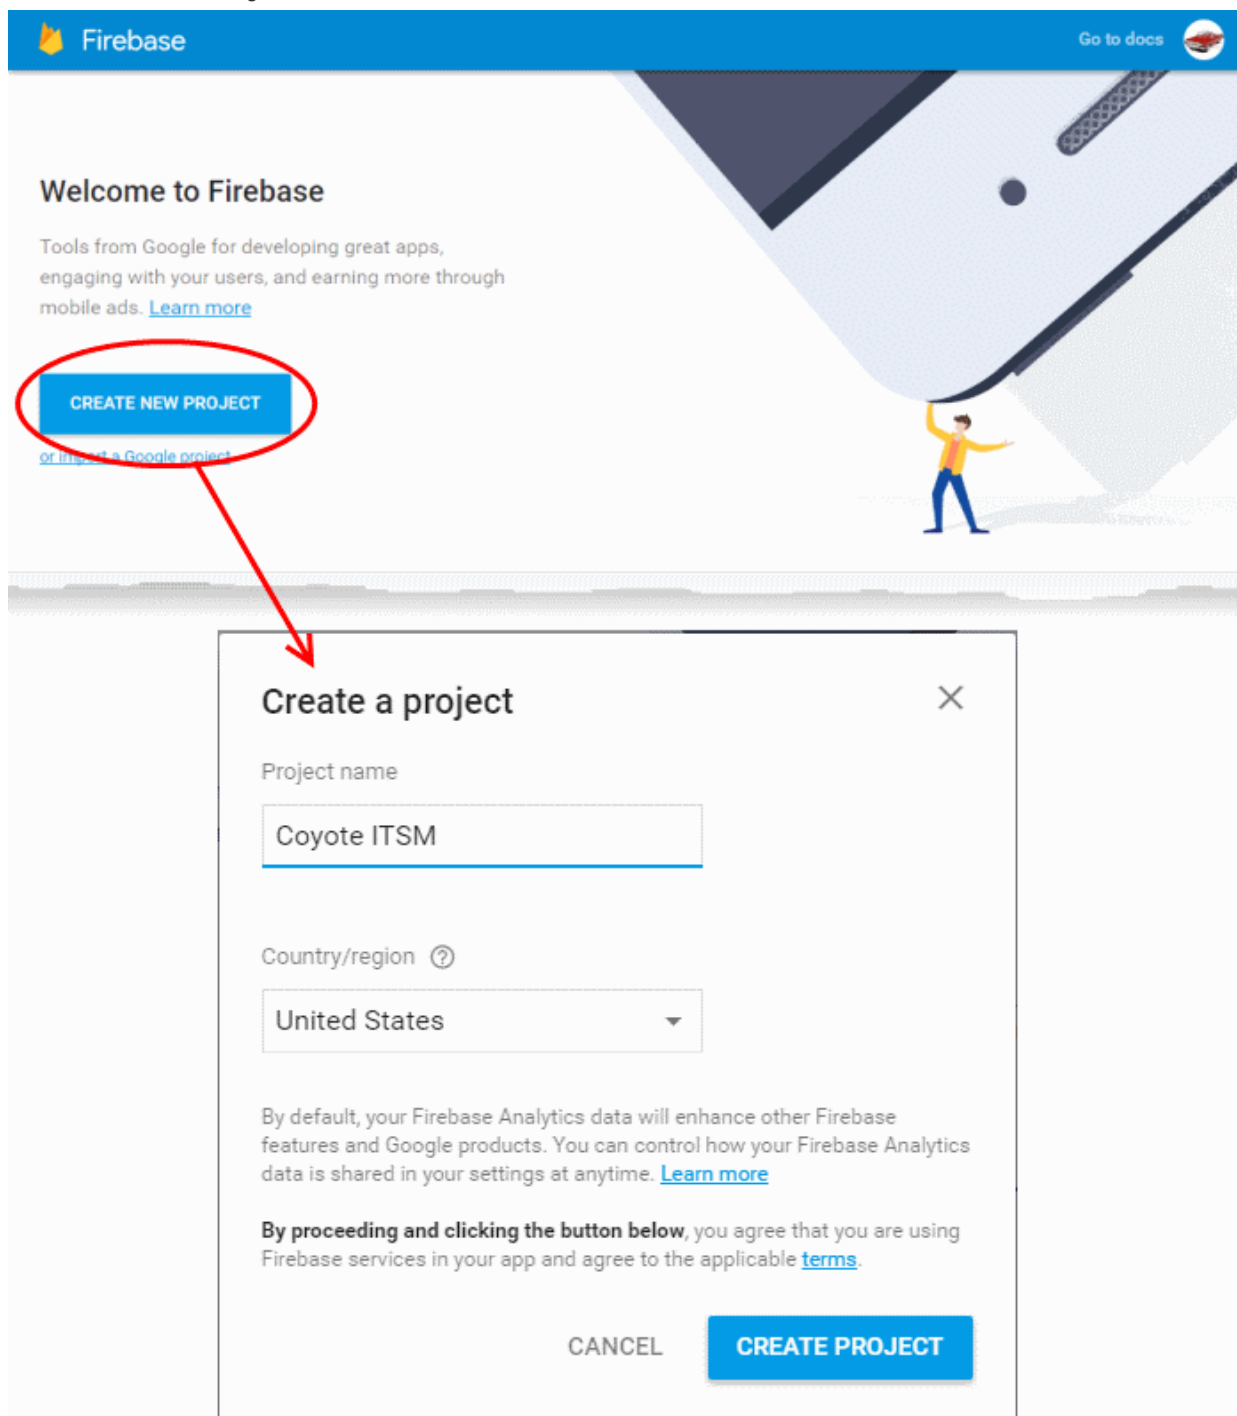 Firebase
Go to docs
Welcome to Firebase
Tools from Google for developing great apps,
engaging with your users, and earning more through
mobile ads. Learn more
CREATE NEW PROJECT
or import a Google project
Create a project
Project name
Coyote ITSM
Country/region
United States
By default, your Firebase Analytics data will enhance other Firebase
features and Google products. You can control how your Firebase Analytics
data is shared in your settings at anytime. Learn more
By proceeding and clicking the button below, you agree that you are using
Firebase services in your app and agree to the applicable terms.
CANCEL
CREATE PROJECT